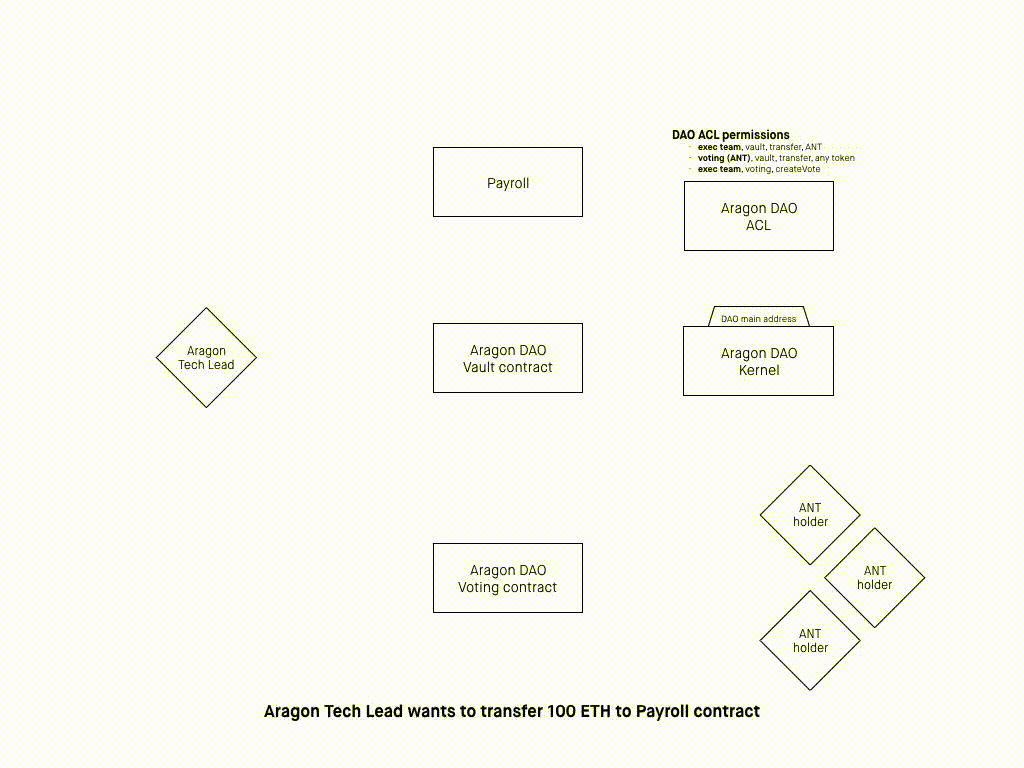 DAO ACL permissions
· exec team, vault, transfer, ANT
· voting (ANT), vault, transfer, any token
· exec team, voting, createVote
Payroll
Aragon DAO
ACL
DAO main address
Aragon
Tech Lead
Aragon DAO
Vault contract
Aragon DAO
Kernel
ANT
holder
ANT
holder
Aragon DAO
Voting contract
ANT
holder
Aragon Tech Lead wants to transfer 100 ETH to Payroll contract